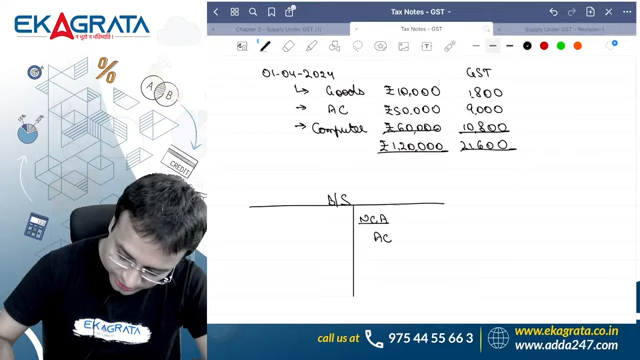 EKAGRATA
Tax Notes - GST
Chapter 3 – Supply Under GST (1)
Tax Notes - GST
Supply Under GST – Revision-1
01-04-2024 GST
↳ Goods ₹10,000 1,800
→ AC ₹50,000 9,000
→ Computer ₹60,000 10,800
₹1,20,000 21,600
B/S
NCA
AC
%
A B
CREDIT CARD
EKAGRATA
call us at 975 44 55 66 3
www.ekagrata.co.in
www.adda247.com